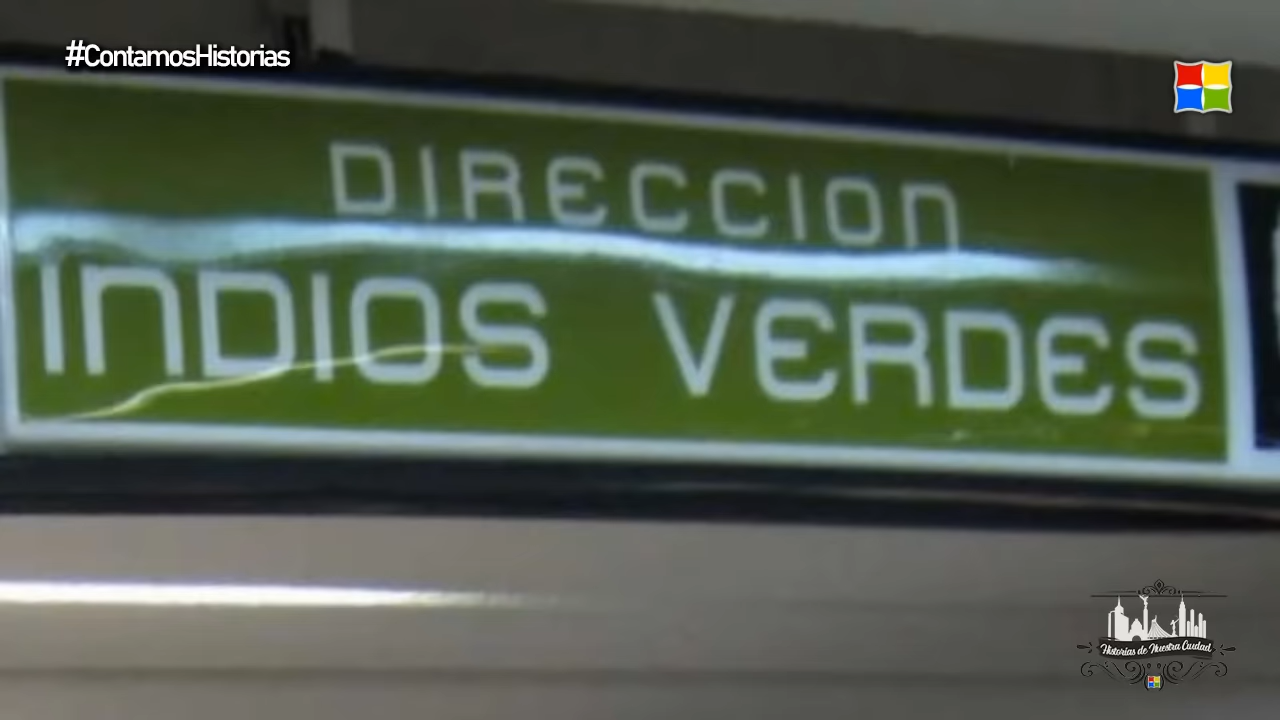 #ContamosHistorias
DIRECCION
INDIOS VERDES
Historias de Nuestra Ciudad